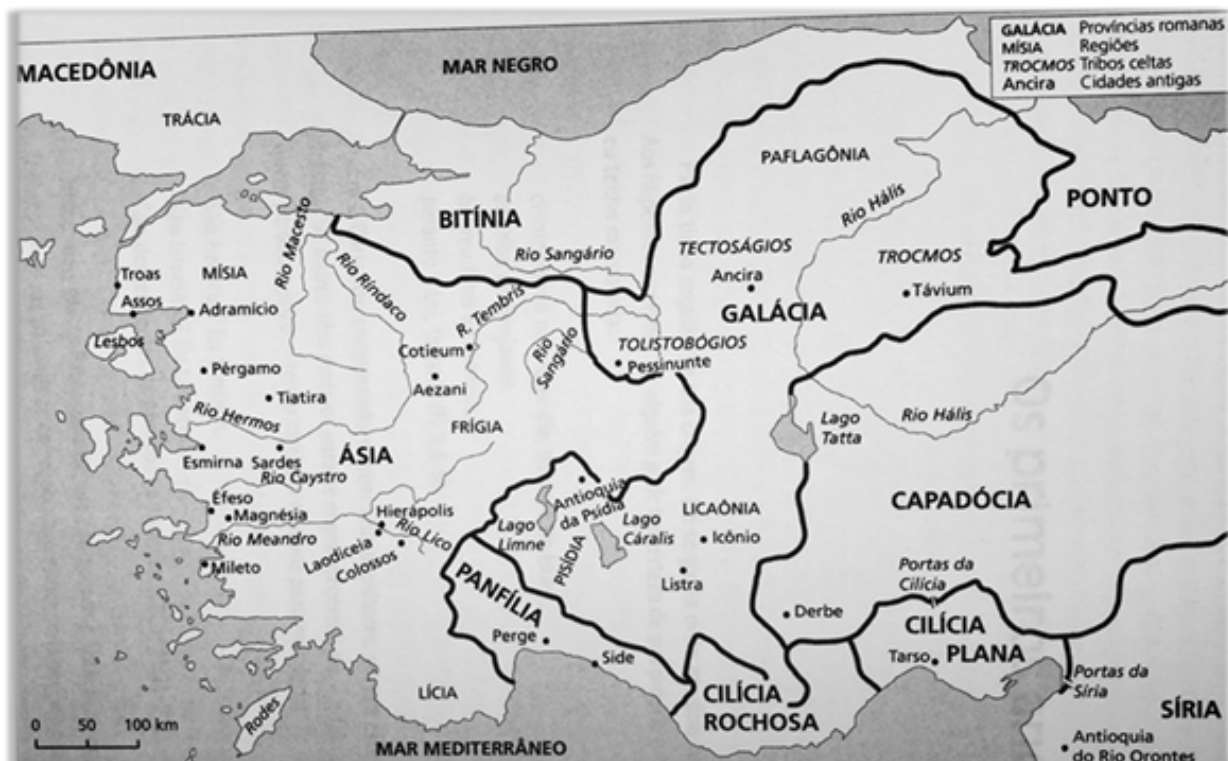 GALÁCIA Províncias romanas
MÍSIA Regiões
TROCMOS Tribos celtas
Ancira Cidades antigas
MACEDÔNIA
MAR NEGRO
TRÁCIA
PAFLAGÔNIA
PONTO
BITÍNIA
Rio Hális
Rio Macesto
Rio Sangário
TECTOSÁGIOS
TROCMOS
MÍSIA
Rio Ríndaco
Troas
Ancira
Távium
Assos
Adramício
R. Tembris
GALÁCIA
Lesbos
Cotieum
Rio
Sangário
TOLISTOBÓGIOS
Pessinunte
Pérgamo
Aezani
Tiatira
Rio Hermos
FRÍGIA
Lago
Tatta
Rio Hális
Esmirna
Sardes
ÁSIA
Rio Caystro
Antioquia
da Psídia
CAPADÓCIA
Éfeso
Magnésia
Hierápolis
Rio Lico
Lago
Limne
PISÍDIA
Lago
Cáralis
LICAÔNIA
Icônio
Rio Meandro
Laodiceia
Colossos
Mileto
Listra
Portas da
Cilícia
PANFÍLIA
Derbe
CILÍCIA
PLANA
Perge
Side
Tarso
Portas da
Síria
LÍCIA
CILÍCIA
ROCHOSA
SÍRIA
Rodes
0 50 100 km
MAR MEDITERRÂNEO
Antioquia
do Rio Orontes